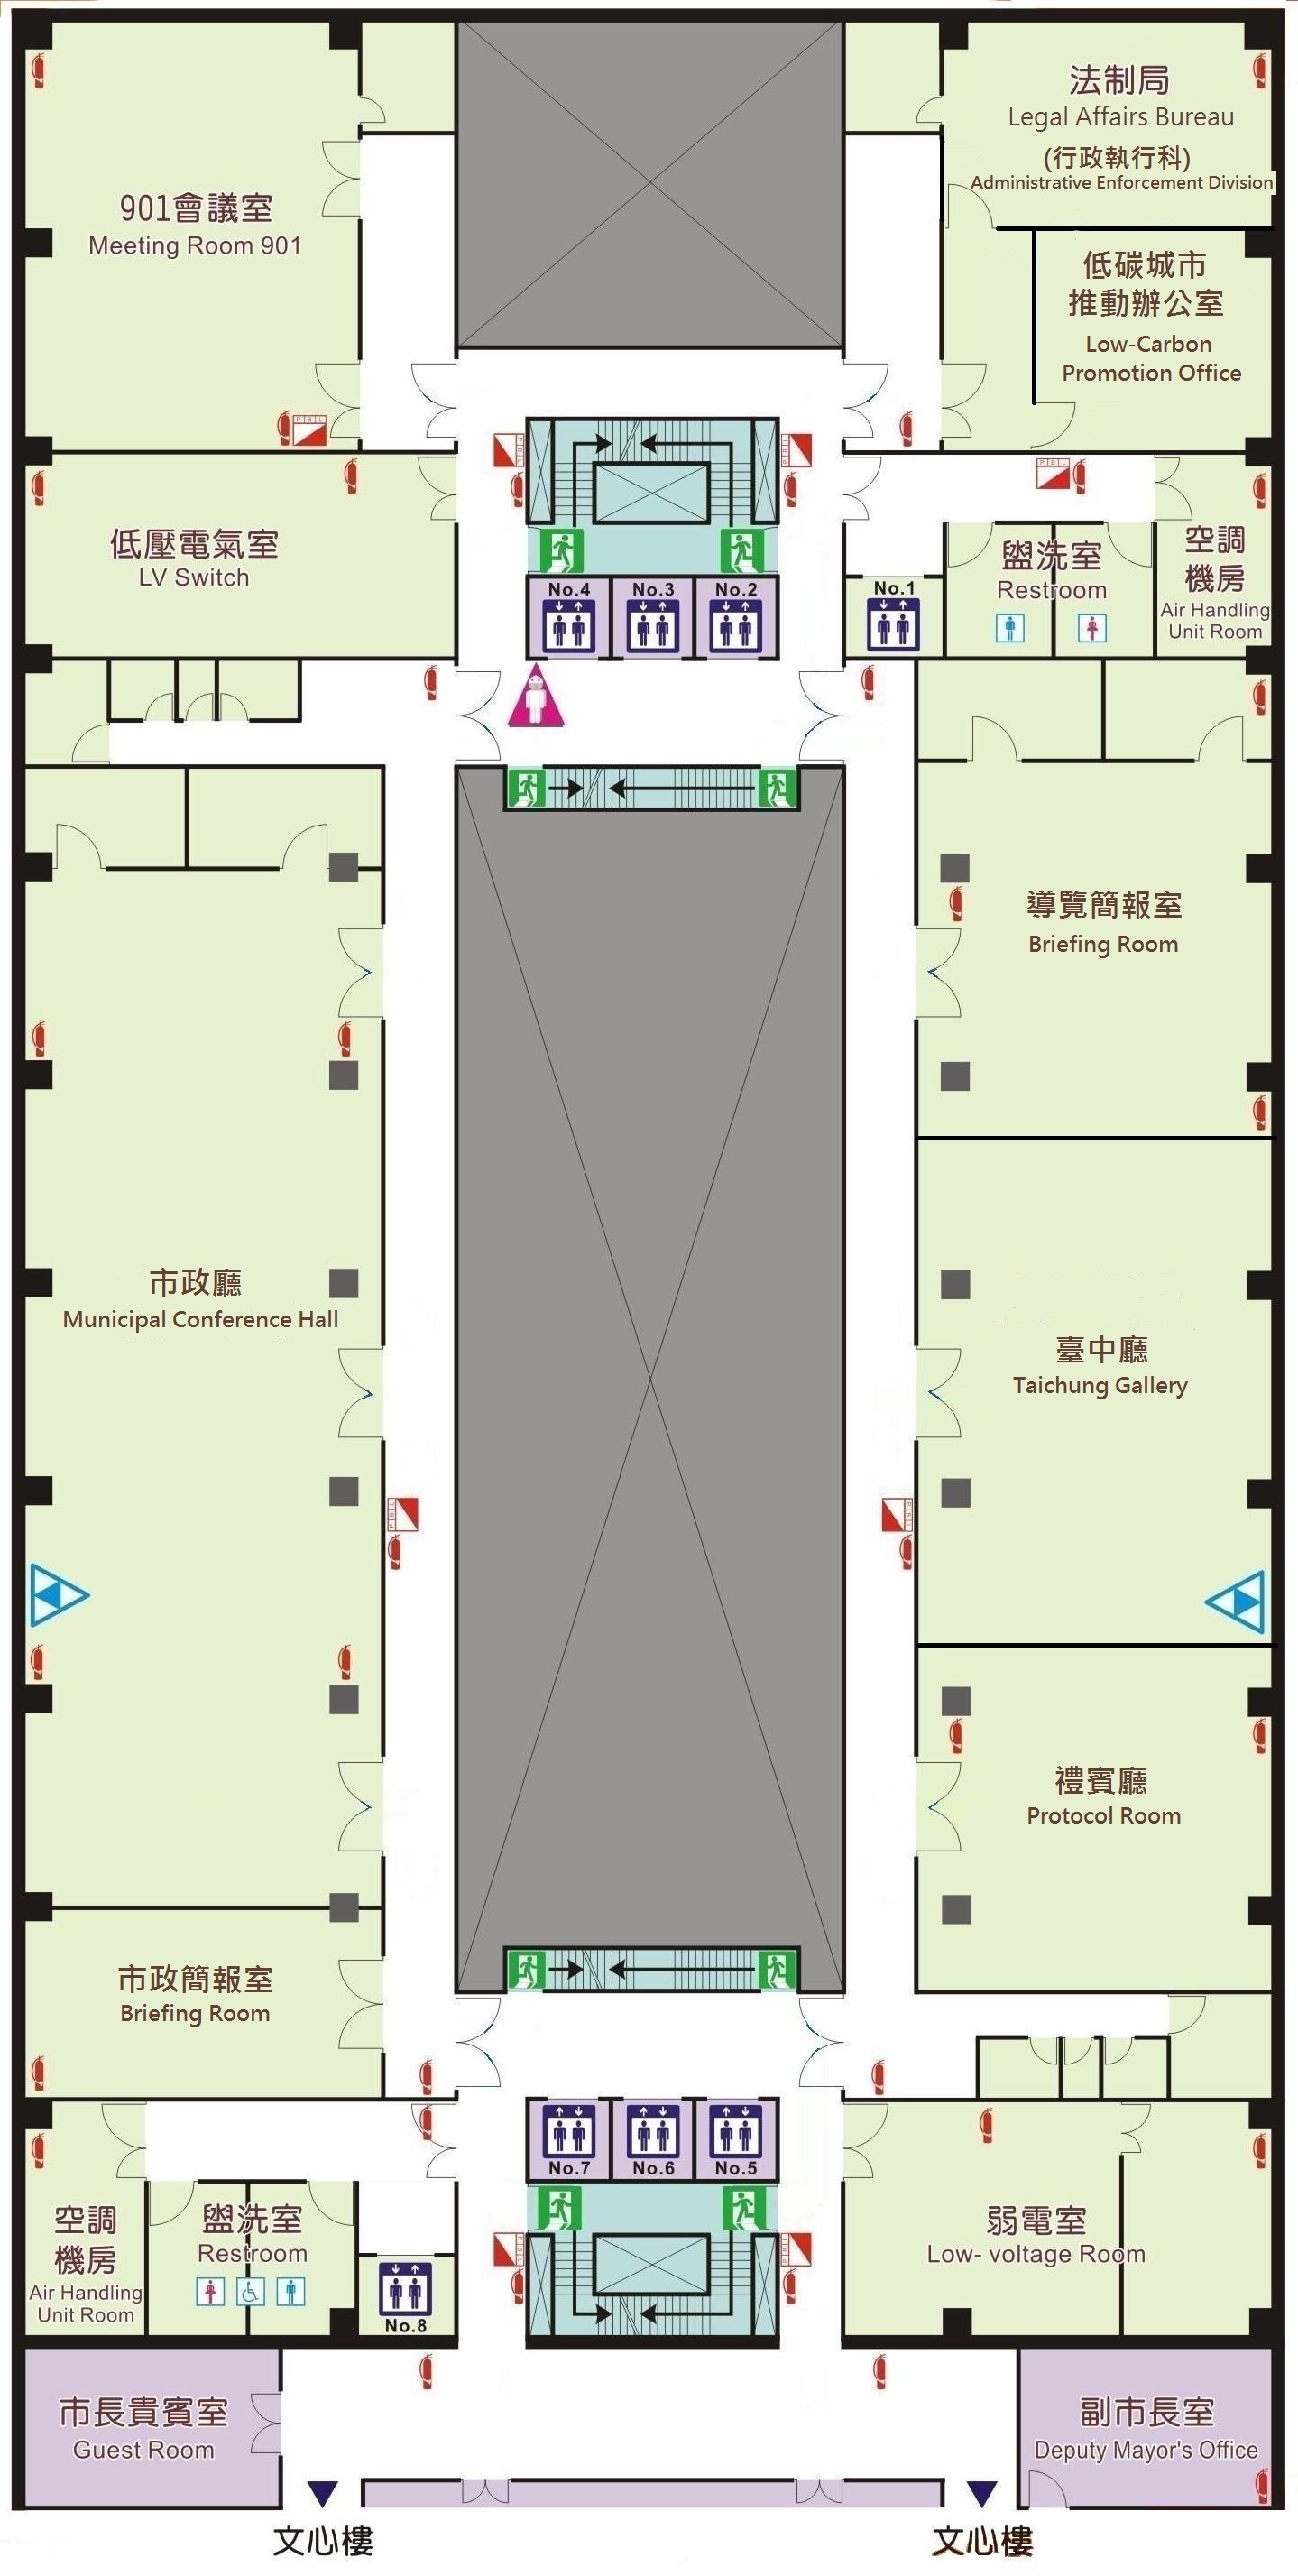 法制局
Legal Affairs Bureau
(行政執行科)
Administrative Enforcement Division
901會議室
Meeting Room 901
低碳城市
推動辦公室
Low-Carbon
Promotion Office
低壓電氣室
LV Switch
盥洗室
Restroom
空調
機房
Air Handling
Unit Room
No.4
No.3
No.2
No.1
導覽簡報室
Briefing Room
市政廳
Municipal Conference Hall
臺中廳
Taichung Gallery
禮賓廳
Protocol Room
市政簡報室
Briefing Room
No.7
No.6
No.5
空調
機房
Air Handling
Unit Room
盥洗室
Restroom
No.8
弱電室
Low- voltage Room
市長貴賓室
Guest Room
副市長室
Deputy Mayor's Office
文心樓
文心樓